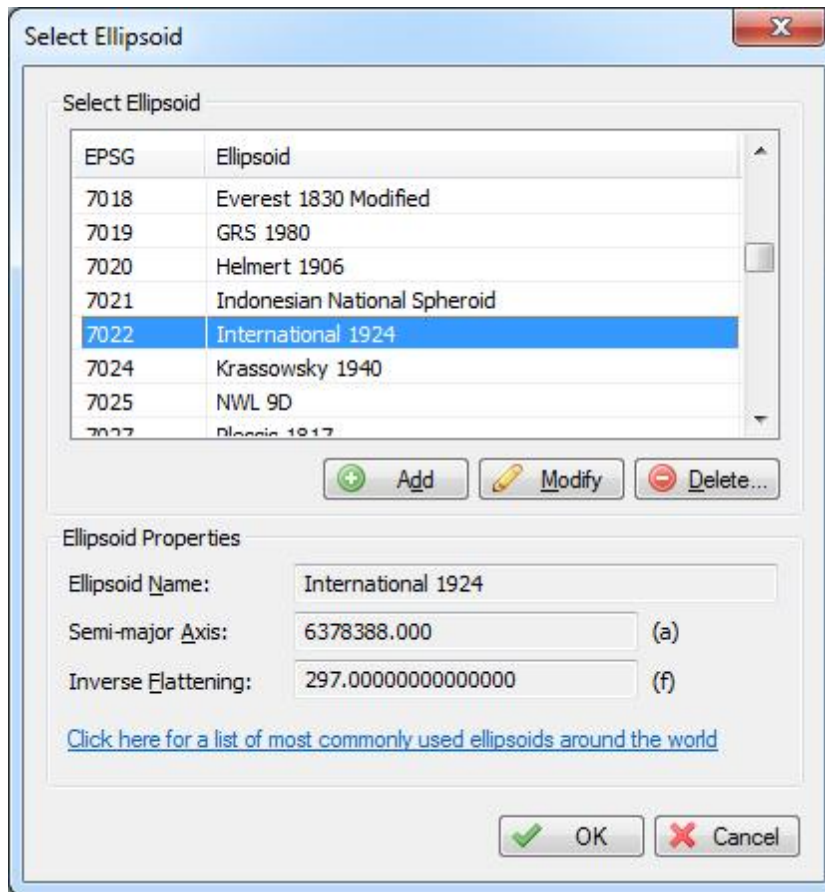 Select Ellipsoid
Select Ellipsoid
EPSG Ellipsoid
7018 Everest 1830 Modified
7019 GRS 1980
7020 Helmert 1906
7021 Indonesian National Spheroid
7022 International 1924
7024 Krassowsky 1940
7025 NWL 9D
7027 Plessis 1817
Add Modify Delete...
Ellipsoid Properties
Ellipsoid Name: International 1924
Semi-major Axis: 6378388.000 (a)
Inverse Flattening: 297.00000000000000 (f)
Click here for a list of most commonly used ellipsoids around the world
OK Cancel